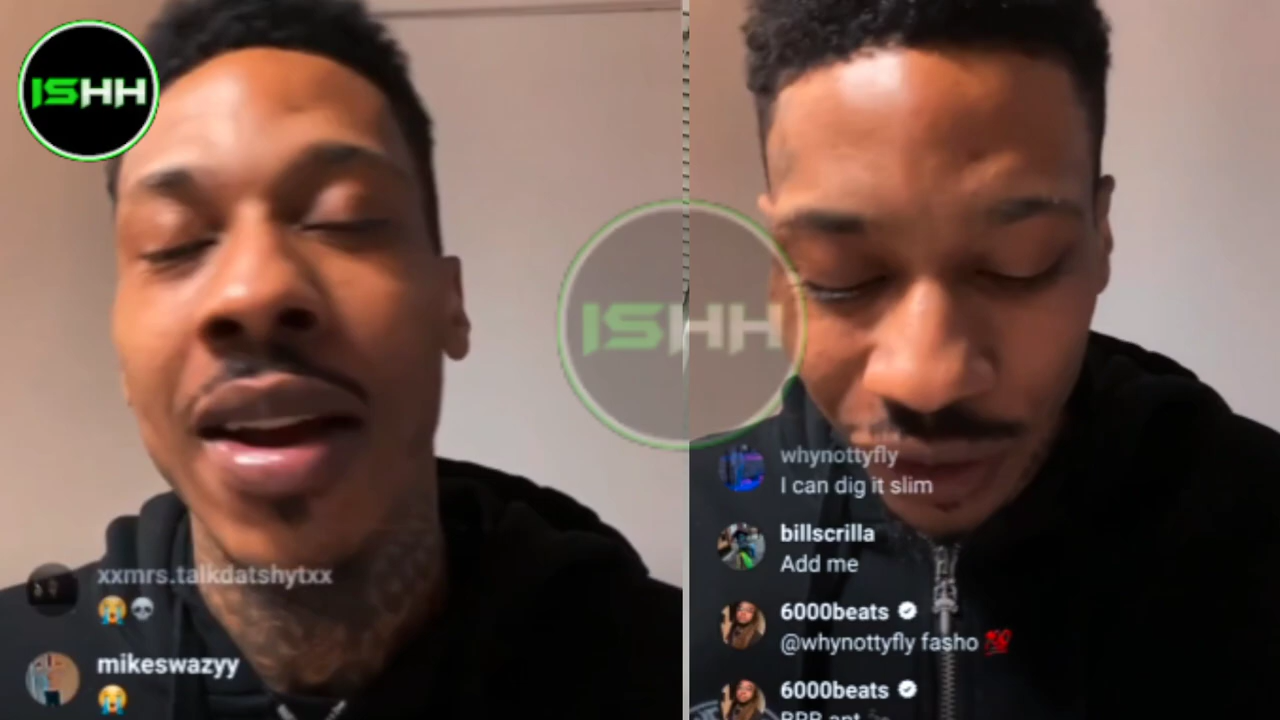 ISHH
xxmrs.talkdatshytxx
😭💀
mikeswazyy
😭
ISHH
whynottyfly
I can dig it slim
billscrilla
Add me
6000beats
@whynottyfly fasho 💯
6000beats